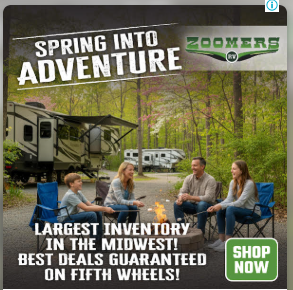 SPRING INTO
ADVENTURE
ZOOMERS
RV
LARGEST INVENTORY
IN THE MIDWEST!
BEST DEALS GUARANTEED
ON FIFTH WHEELS!
SHOP
NOW